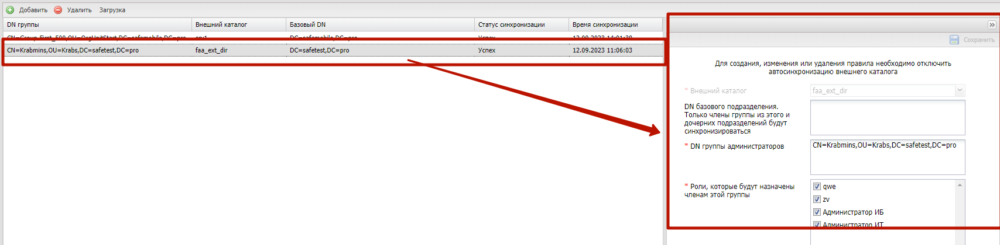 Добавить Удалить Загрузка
DN группы Внешний каталог Базовый DN Статус синхронизации Время синхронизации
CN=Group_First_500,OU=OrgUnitStart,DC=safemobile,DC=pro srv1 DC=safemobile,DC=pro Успех 12.09.2023 14:01:39
CN=Krabmins,OU=Krabs,DC=safetest,DC=pro faa_ext_dir DC=safetest,DC=pro Успех 12.09.2023 11:06:03
Сохранить
Для создания, изменения или удаления правила необходимо отключить
автосинхронизацию внешнего каталога
* Внешний каталог faa_ext_dir
DN базового подразделения.
Только члены группы из этого и
дочерних подразделений будут
синхронизироваться
* DN группы администраторов CN=Krabmins,OU=Krabs,DC=safetest,DC=pro
* Роли, которые будут назначены
членам этой группы
qwe
zv
Администратор ИБ
Администратор ИТ